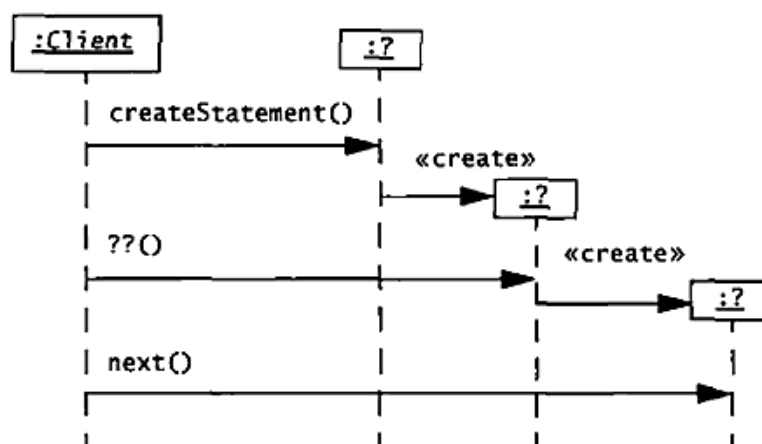 :Client
:?
createStatement()
«create»
:?
??()
«create»
:?
next()